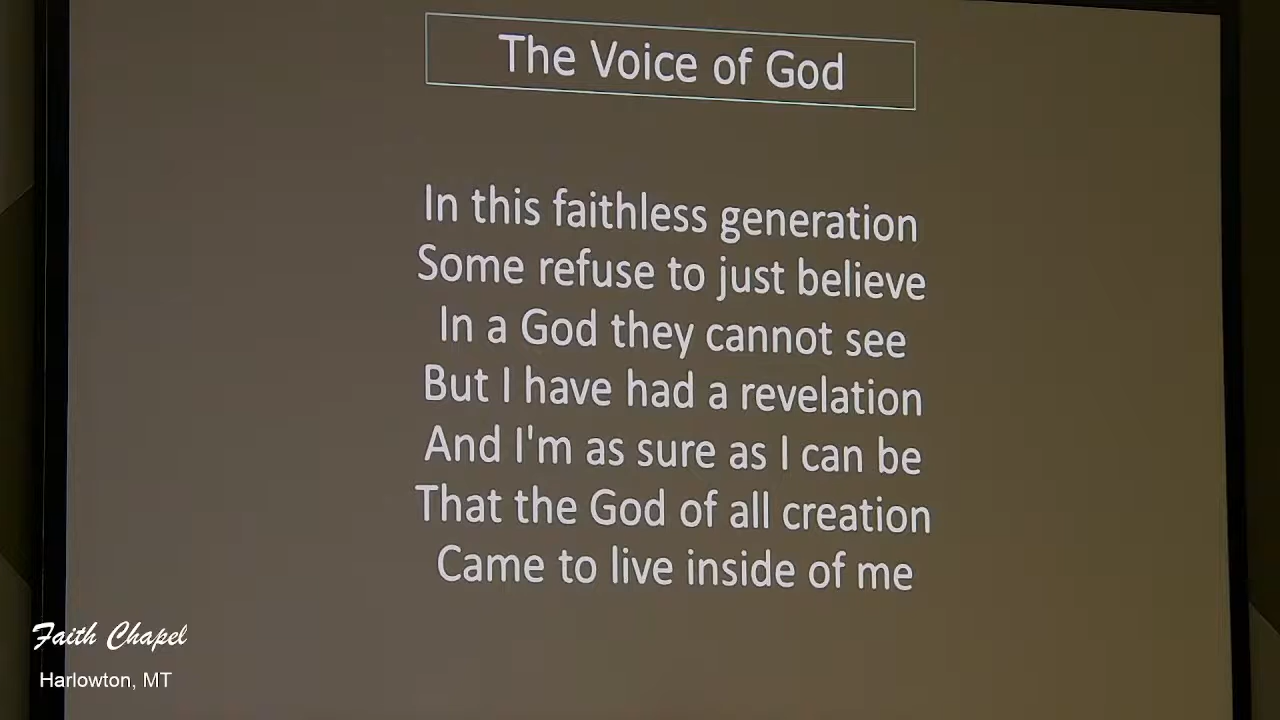 The Voice of God
In this faithless generation
Some refuse to just believe
In a God they cannot see
But I have had a revelation
And I'm as sure as I can be
That the God of all creation
Came to live inside of me
Faith Chapel
Harlowton, MT